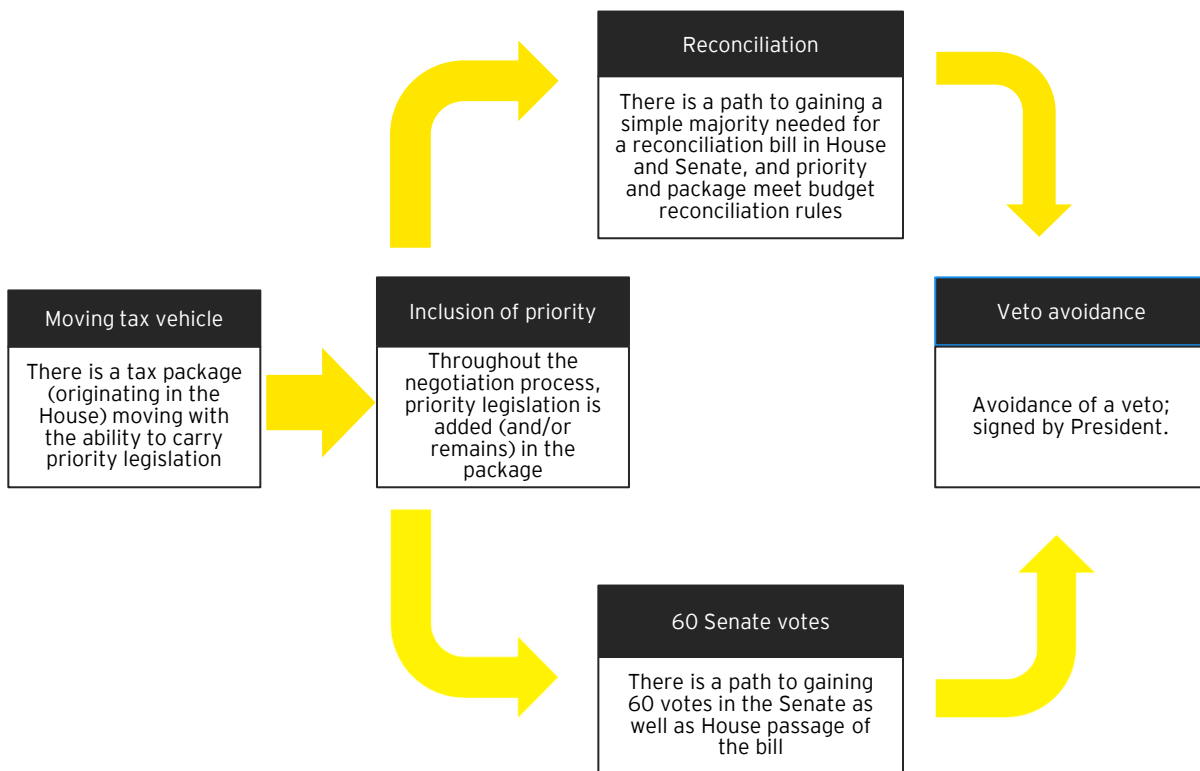 Moving tax vehicle
There is a tax package
(originating in the
House) moving with
the ability to carry
priority legislation
Inclusion of priority
Throughout the
negotiation process,
priority legislation is
added (and/or
remains) in the
package
Reconciliation
There is a path to gaining a
simple majority needed for
a reconciliation bill in House
and Senate, and priority
and package meet budget
reconciliation rules
60 Senate votes
There is a path to gaining
60 votes in the Senate as
well as House passage of
the bill
Veto avoidance
Avoidance of a veto;
signed by President.